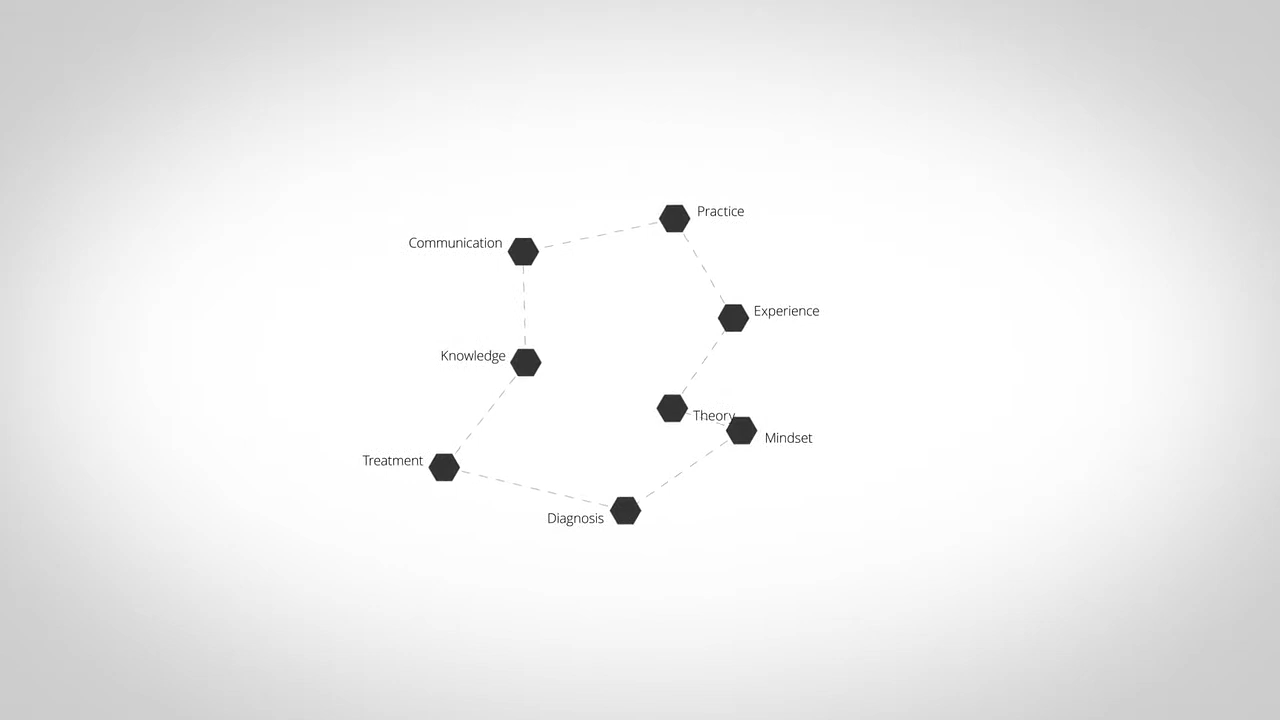 Practice
Communication
Experience
Knowledge
Theory
Mindset
Treatment
Diagnosis